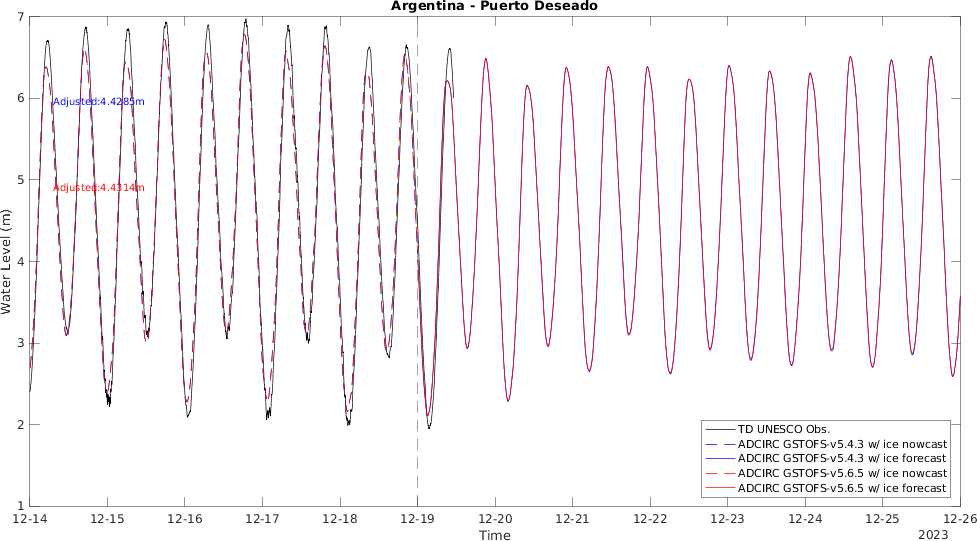 Argentina - Puerto Deseado
7
6
5
4
3
2
1
Water Level (m)
Adjusted:4.4285m
Adjusted:4.4314m
TD UNESCO Obs.
ADCIRC GSTOFS-v5.4.3 w/ ice nowcast
ADCIRC GSTOFS-v5.4.3 w/ ice forecast
ADCIRC GSTOFS-v5.6.5 w/ ice nowcast
ADCIRC GSTOFS-v5.6.5 w/ ice forecast
12-14 12-15 12-16 12-17 12-18 12-19 12-20 12-21 12-22 12-23 12-24 12-25 12-26
Time
2023